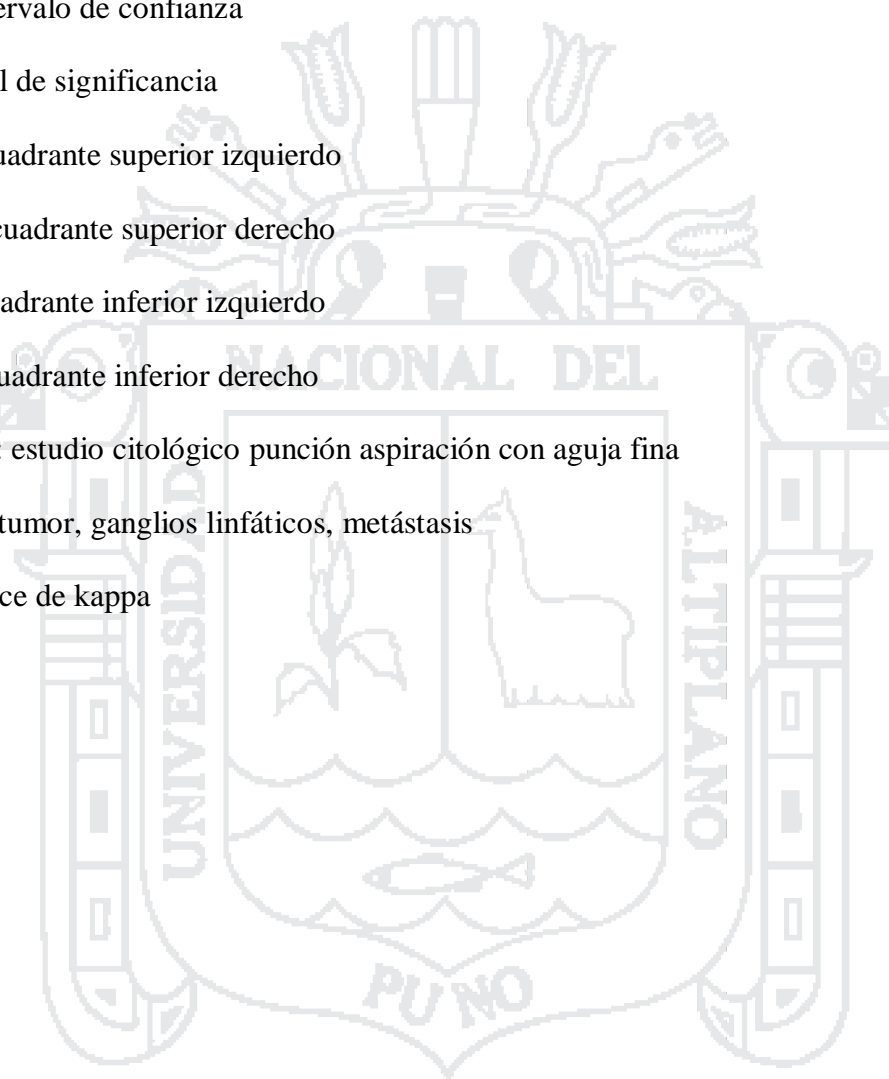 ervalo de confianza
l de significancia
uadrante superior izquierdo
cuadrante superior derecho
adrante inferior izquierdo
uadrante inferior derecho
: estudio citológico punción aspiración con aguja fina
tumor, ganglios linfáticos, metástasis
ce de kappa
NACIONAL DEL
UNIVERSIDAD
ALTIPLANO
PUNO